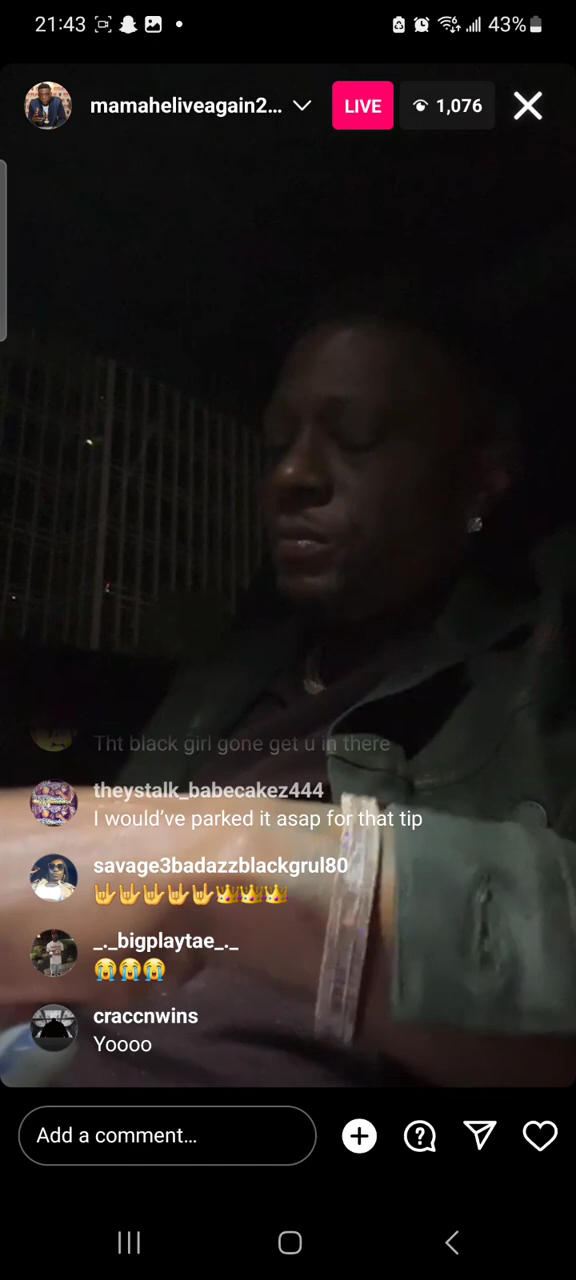 21:43
43%
mamaheliveagain2...
LIVE
1,076
Tht black girl gone get u in there
theystalk_babecakez444
I would've parked it asap for that tip
savage3badazzblackgrul80
🤟🤟🤟🤟🤟👑👑👑
_._bigplaytae_._
😭😭😭
craccnwins
Yoooo
Add a comment...